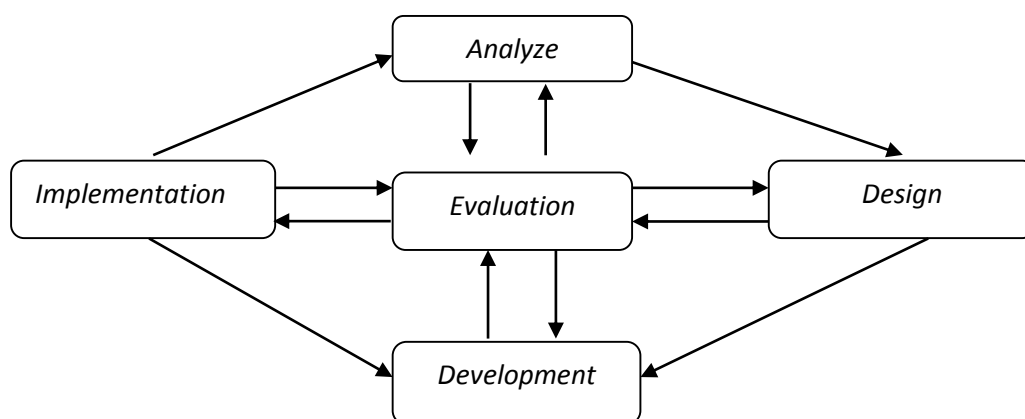 Analyze
Implementation
Evaluation
Design
Development